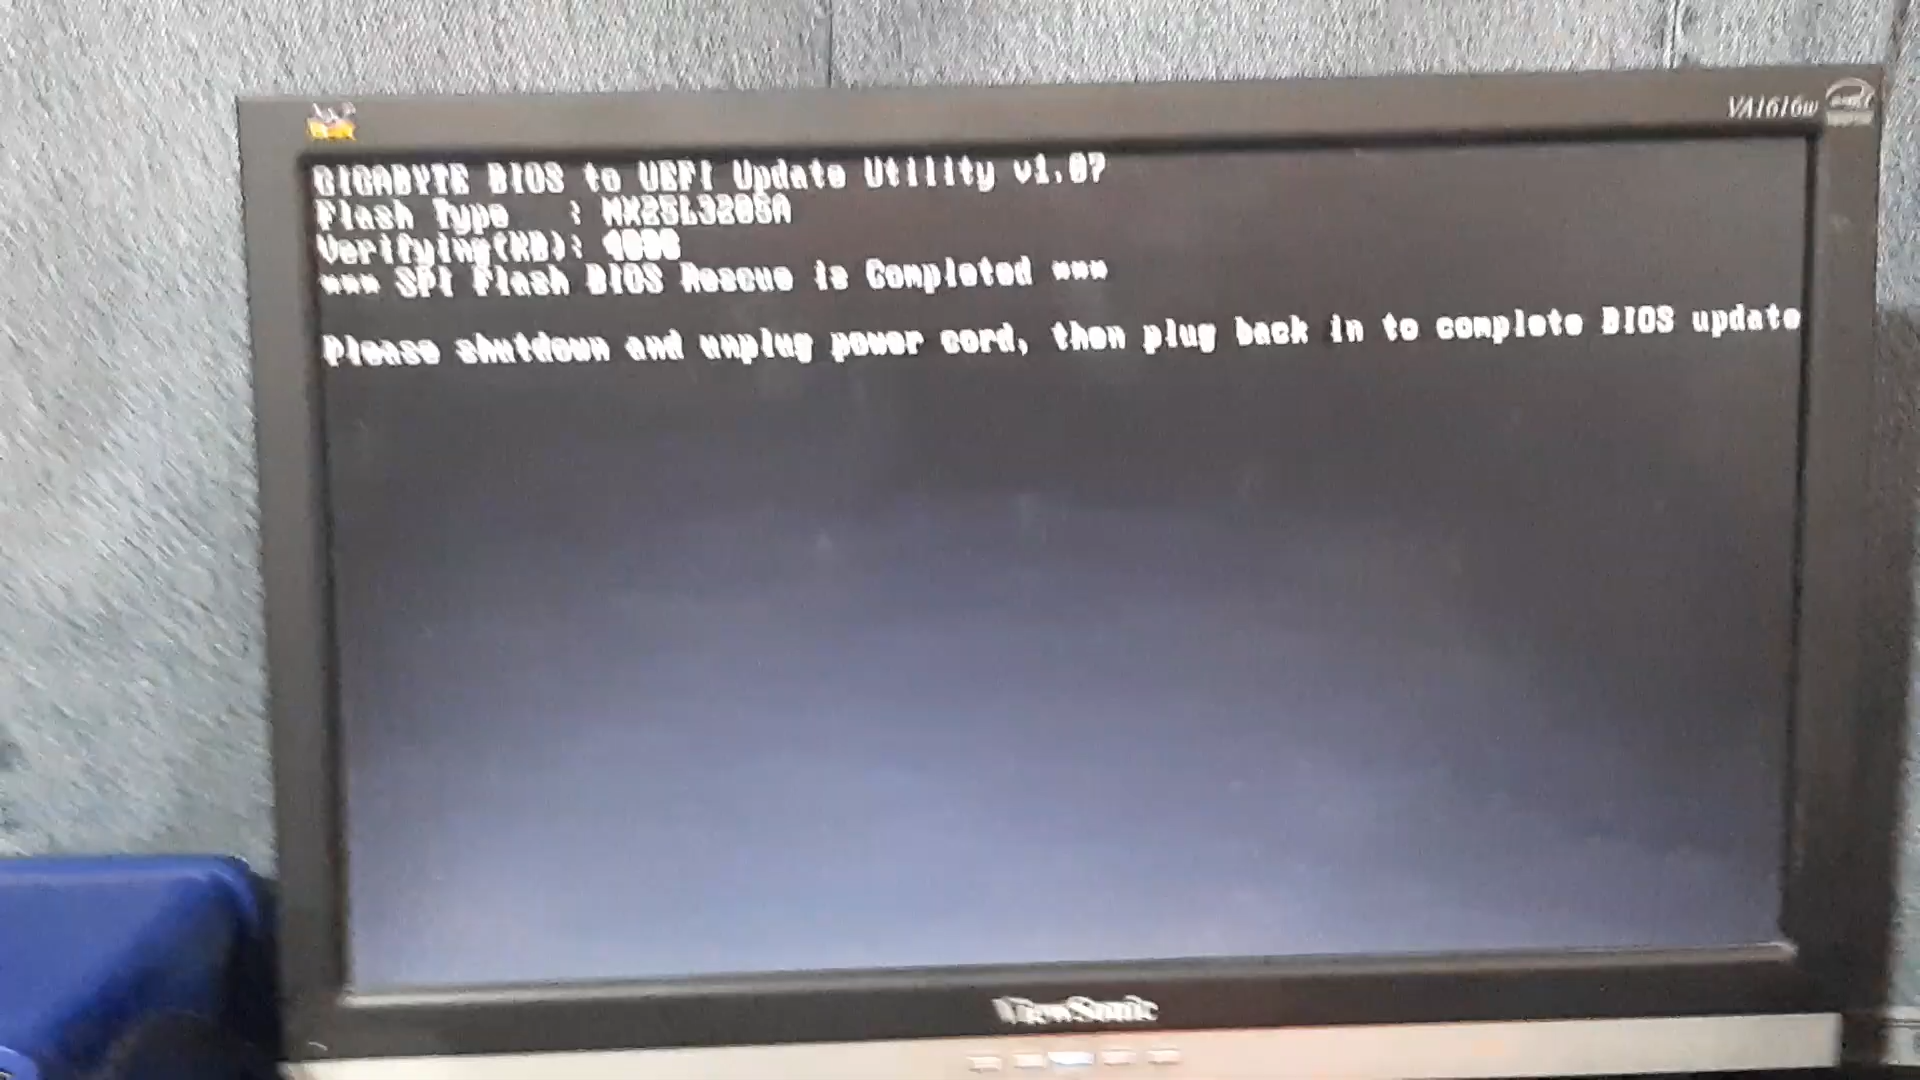 VA1616w
GIGABYTE BIOS to UEFI Update Utility v1.07
Flash Type   : MX25L3205A
Verifying(KB): 4096
*** SPI Flash BIOS Rescue is Completed ***
Please shutdown and unplug power cord, then plug back in to complete BIOS update
ViewSonic